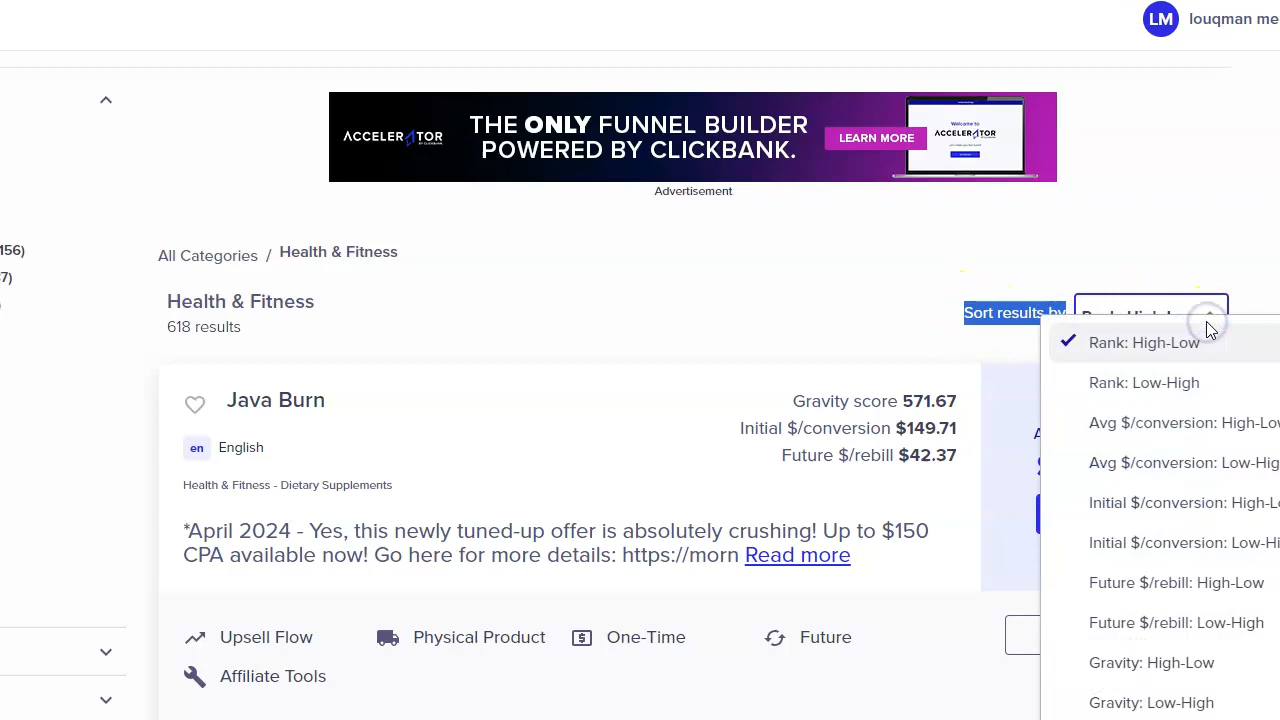 LM louqman me
ACCELERATOR
BY CLICKBANK
THE ONLY FUNNEL BUILDER
POWERED BY CLICKBANK.
LEARN MORE
Welcome to
ACCELERATOR
Advertisement
156)
7)
All Categories / Health & Fitness
Health & Fitness
618 results
Sort results by
Rank: High-Low
Rank: Low-High
Avg $/conversion: High-Low
Avg $/conversion: Low-Hig
Initial $/conversion: High-L
Initial $/conversion: Low-Hi
Future $/rebill: High-Low
Future $/rebill: Low-High
Gravity: High-Low
Gravity: Low-High
Java Burn
Gravity score 571.67
Initial $/conversion $149.71
Future $/rebill $42.37
en English
Health & Fitness - Dietary Supplements
*April 2024 - Yes, this newly tuned-up offer is absolutely crushing! Up to $150
CPA available now! Go here for more details: https://morn Read more
Upsell Flow Physical Product One-Time Future
Affiliate Tools